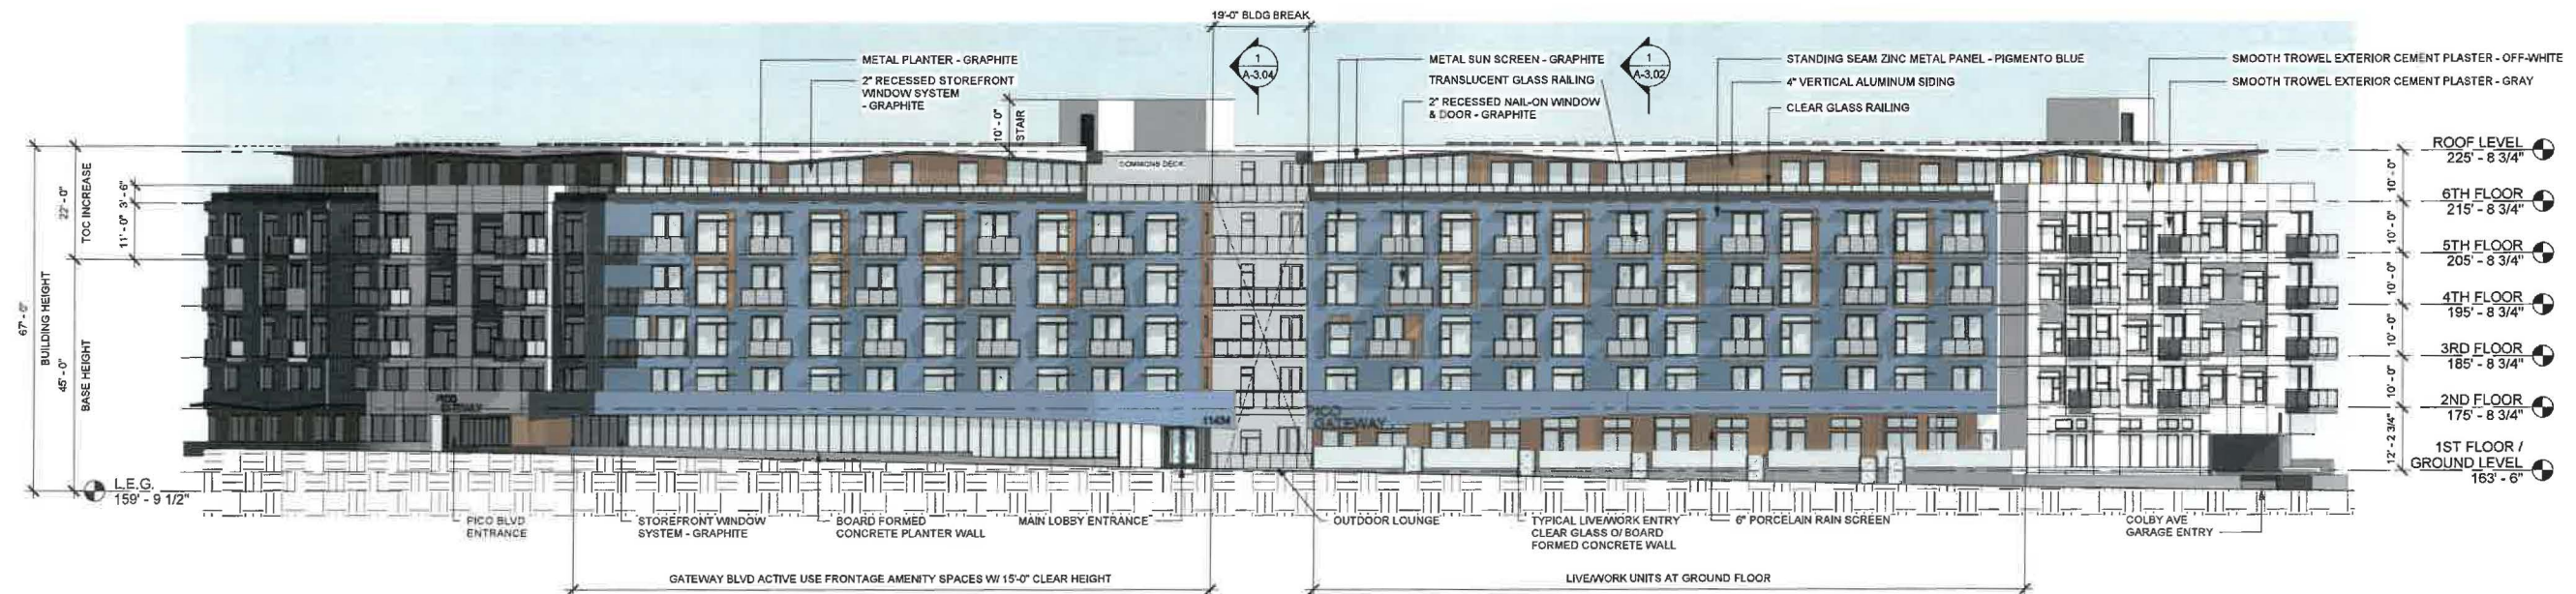 19'-0" BLDG BREAK
METAL PLANTER - GRAPHITE
2" RECESSED STOREFRONT
WINDOW SYSTEM
- GRAPHITE
10' - 0"
STAIR
1
A-3.04
METAL SUN SCREEN - GRAPHITE
TRANSLUCENT GLASS RAILING
2" RECESSED NAIL-ON WINDOW
& DOOR - GRAPHITE
1
A-3.02
STANDING SEAM ZINC METAL PANEL - PIGMENTO BLUE
4" VERTICAL ALUMINUM SIDING
CLEAR GLASS RAILING
SMOOTH TROWEL EXTERIOR CEMENT PLASTER - OFF-WHITE
SMOOTH TROWEL EXTERIOR CEMENT PLASTER - GRAY
COMMONS DECK
67' - 0"
BUILDING HEIGHT
22' - 0"
TOC INCREASE
3' - 6"
11' - 0"
45' - 0"
BASE HEIGHT
L.E.G.
159' - 9 1/2"
ROOF LEVEL
225' - 8 3/4"
10' - 0"
6TH FLOOR
215' - 8 3/4"
10' - 0"
5TH FLOOR
205' - 8 3/4"
10' - 0"
4TH FLOOR
195' - 8 3/4"
10' - 0"
3RD FLOOR
185' - 8 3/4"
10' - 0"
2ND FLOOR
175' - 8 3/4"
12' - 2 3/4"
1ST FLOOR /
GROUND LEVEL
163' - 6"
PICO
GATEWAY
11434
PICO
GATEWAY
PICO BLVD
ENTRANCE
STOREFRONT WINDOW
SYSTEM - GRAPHITE
BOARD FORMED
CONCRETE PLANTER WALL
MAIN LOBBY ENTRANCE
OUTDOOR LOUNGE
TYPICAL LIVE/WORK ENTRY
CLEAR GLASS O/ BOARD
FORMED CONCRETE WALL
6" PORCELAIN RAIN SCREEN
COLBY AVE
GARAGE ENTRY
GATEWAY BLVD ACTIVE USE FRONTAGE AMENITY SPACES W/ 15'-0" CLEAR HEIGHT
LIVE/WORK UNITS AT GROUND FLOOR